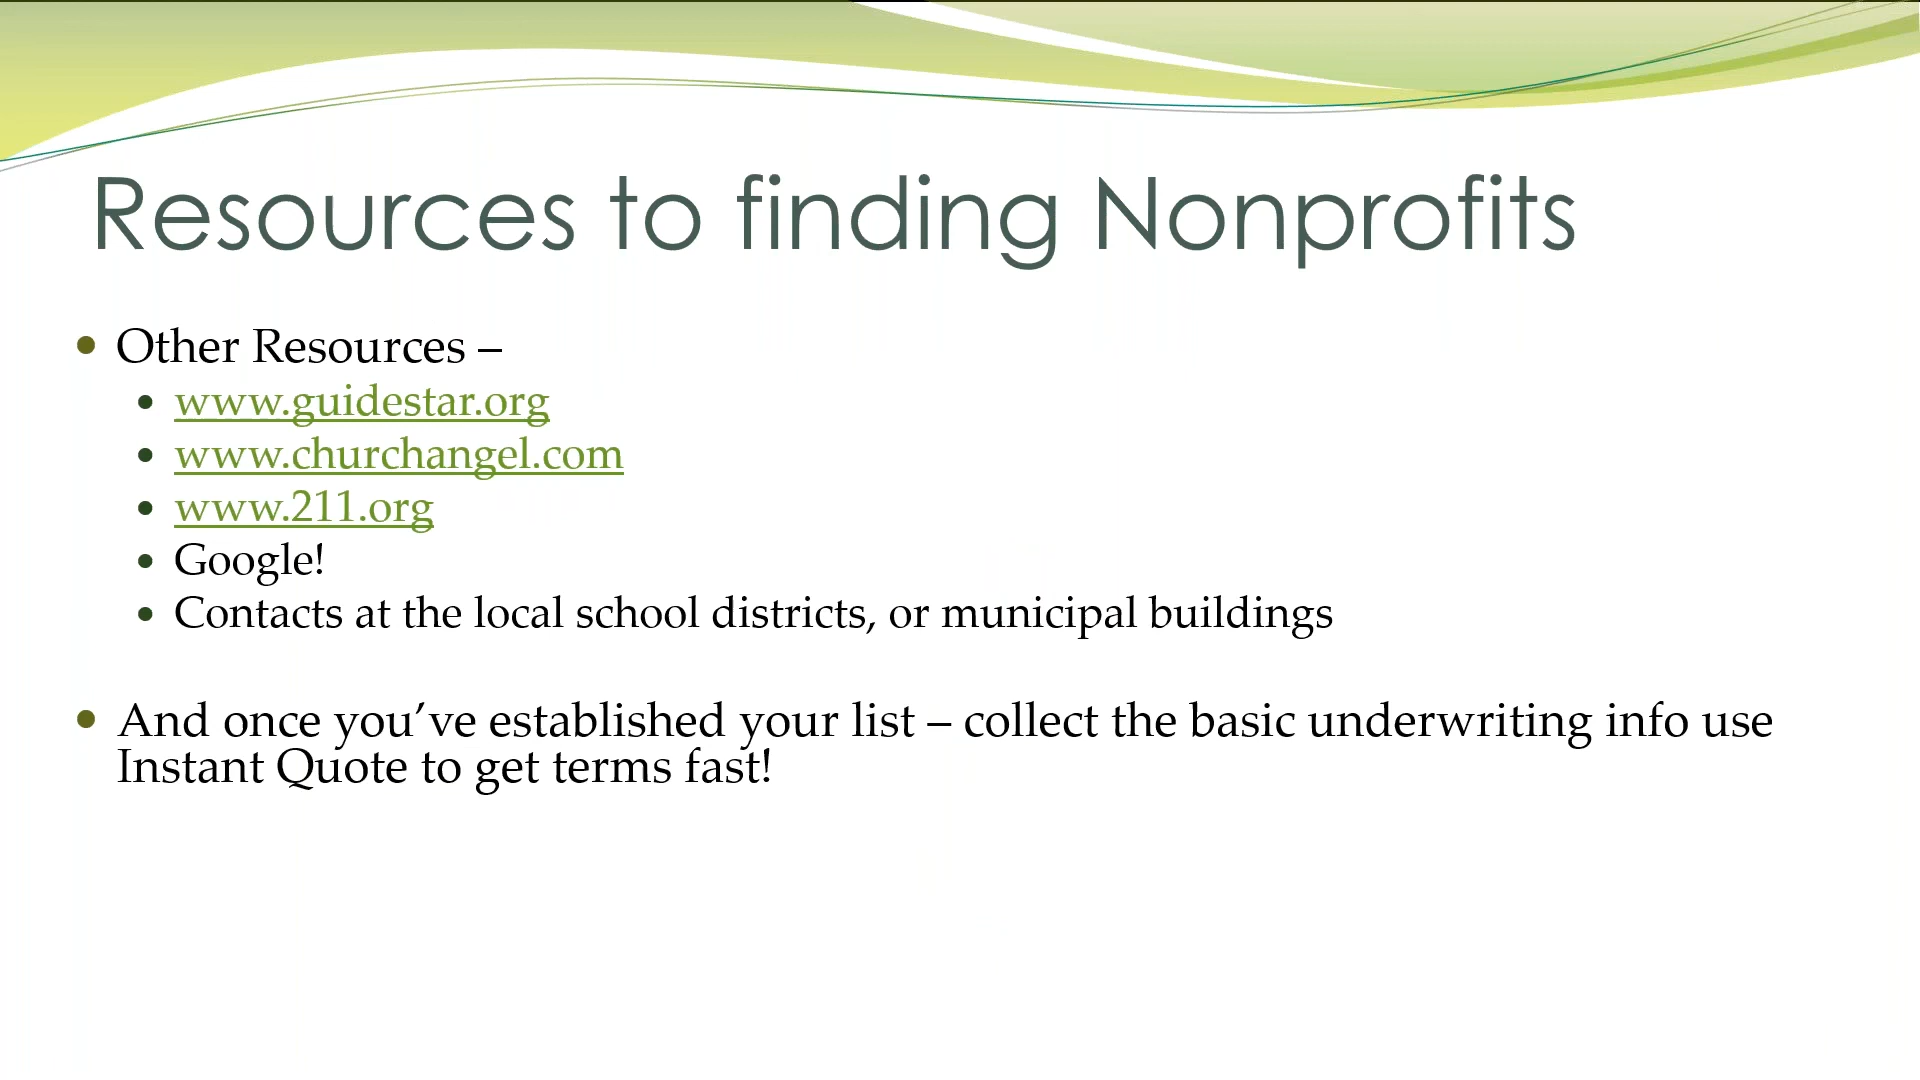 Resources to finding Nonprofits
Other Resources –
www.guidestar.org
www.churchangel.com
www.211.org
Google!
Contacts at the local school districts, or municipal buildings
And once you’ve established your list – collect the basic underwriting info use
Instant Quote to get terms fast!